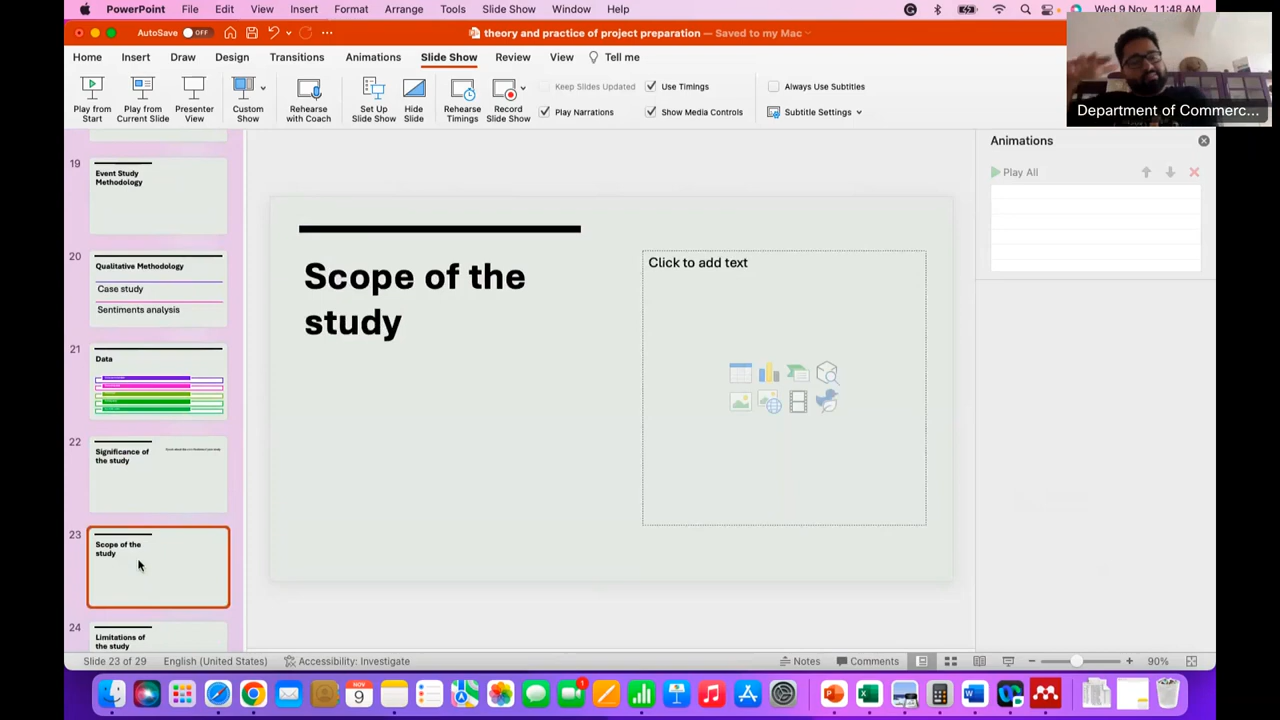 PowerPoint File Edit View Insert Format Arrange Tools Slide Show Window Help Wed 9 Nov 11:48 AM
AutoSave OFF theory and practice of project preparation — Saved to my Mac
Home Insert Draw Design Transitions Animations Slide Show Review View Tell me
Play from Start
Play from Current Slide
Presenter View
Custom Show
Rehearse with Coach
Set Up Slide Show
Hide Slide
Rehearse Timings
Record Slide Show
Keep Slides Updated
Use Timings
Play Narrations
Show Media Controls
Always Use Subtitles
Subtitle Settings
Department of Commerc...
Animations
Play All
19
Event Study
Methodology
20
Qualitative Methodology
Case study
Sentiments analysis
21
Data
22
Significance of
the study
23
Scope of the
study
24
Limitations of
the study
Scope of the
study
Click to add text
NOV
9
1
Slide 23 of 29 English (United States) Accessibility: Investigate Notes Comments 90%